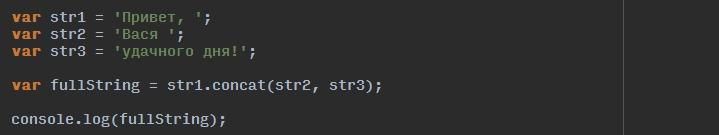 var str1 = 'Привет, ';
var str2 = 'Вася ';
var str3 = 'удачного дня!';
var fullString = str1.concat(str2, str3);
console.log(fullString);